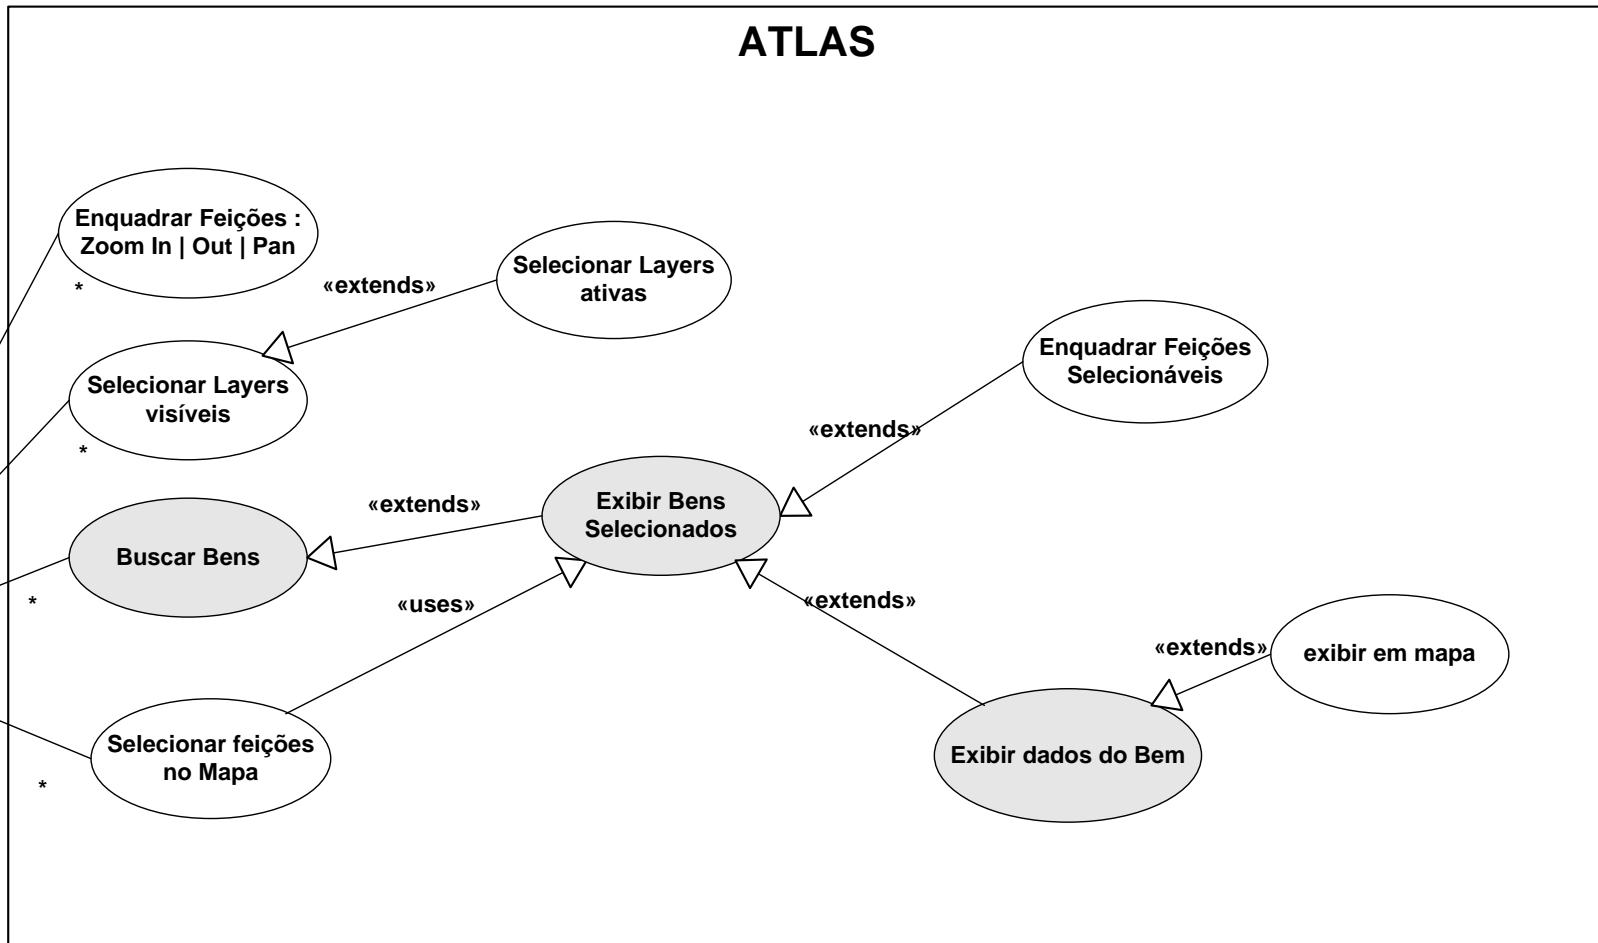 ATLAS
Enquadrar Feições :
Zoom In | Out | Pan
*
«extends»
Selecionar Layers
ativas
Selecionar Layers
visíveis
*
Enquadrar Feições
Selecionáveis
«extends»
«extends»
Exibir Bens
Selecionados
Buscar Bens
*
«uses»
«extends»
«extends»
exibir em mapa
Selecionar feições
no Mapa
*
Exibir dados do Bem